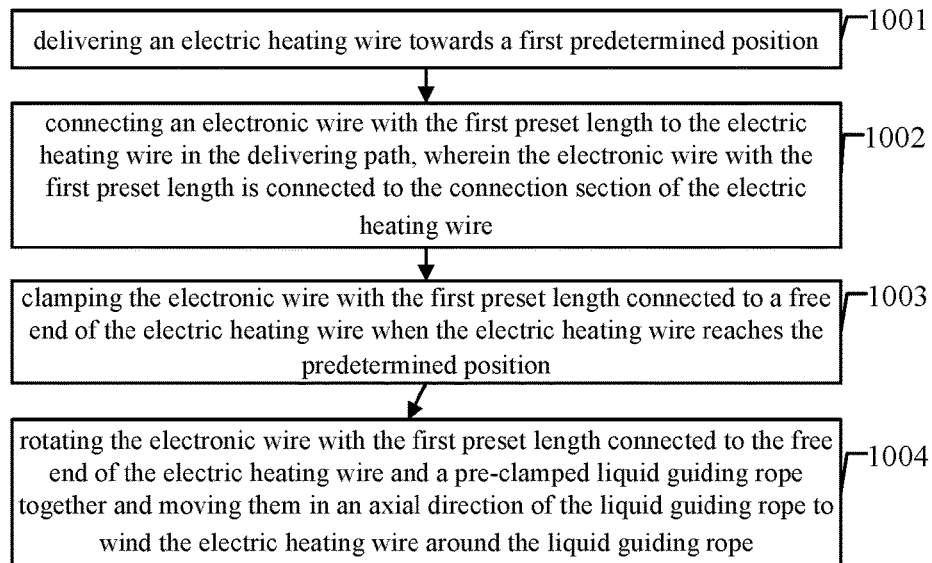 delivering an electric heating wire towards a first predetermined position
1001
connecting an electronic wire with the first preset length to the electric
heating wire in the delivering path, wherein the electronic wire with the
first preset length is connected to the connection section of the electric
heating wire
1002
clamping the electronic wire with the first preset length connected to a free
end of the electric heating wire when the electric heating wire reaches the
predetermined position
1003
rotating the electronic wire with the first preset length connected to the free
end of the electric heating wire and a pre-clamped liquid guiding rope
together and moving them in an axial direction of the liquid guiding rope to
wind the electric heating wire around the liquid guiding rope
1004